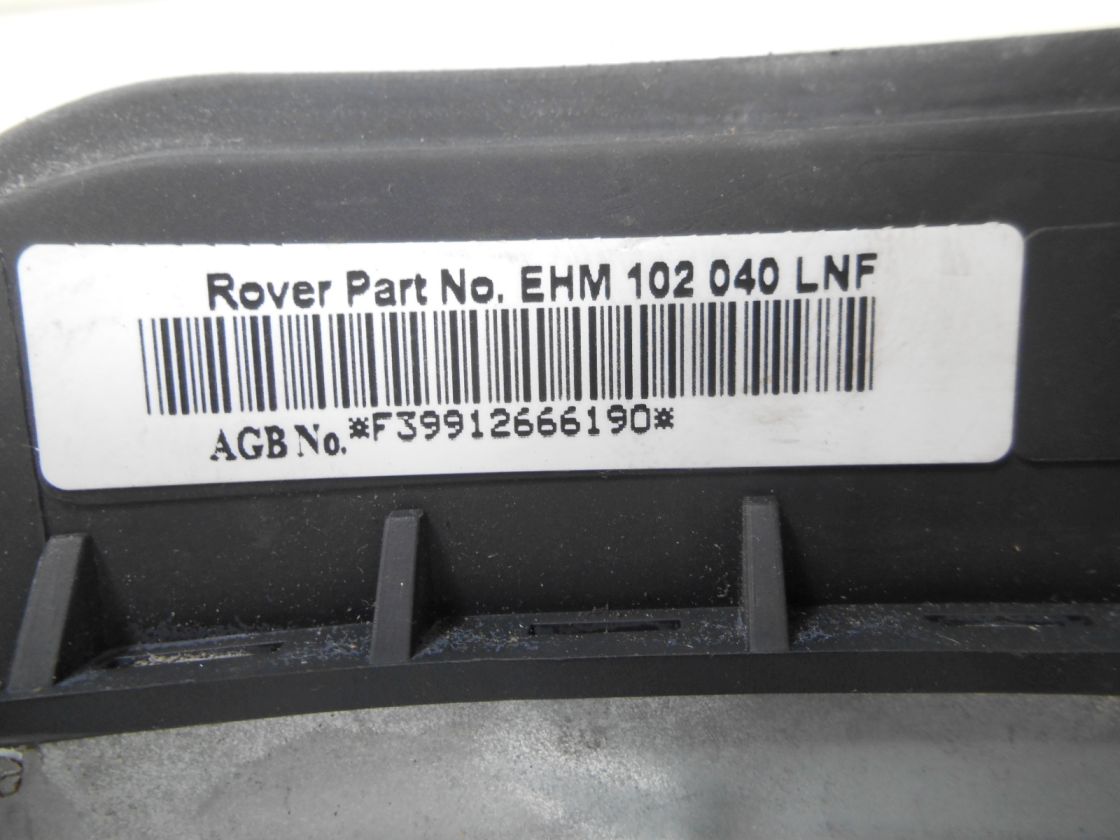 Rover Part No. EHM 102 040 LNF
AGB No. *F39912666190*